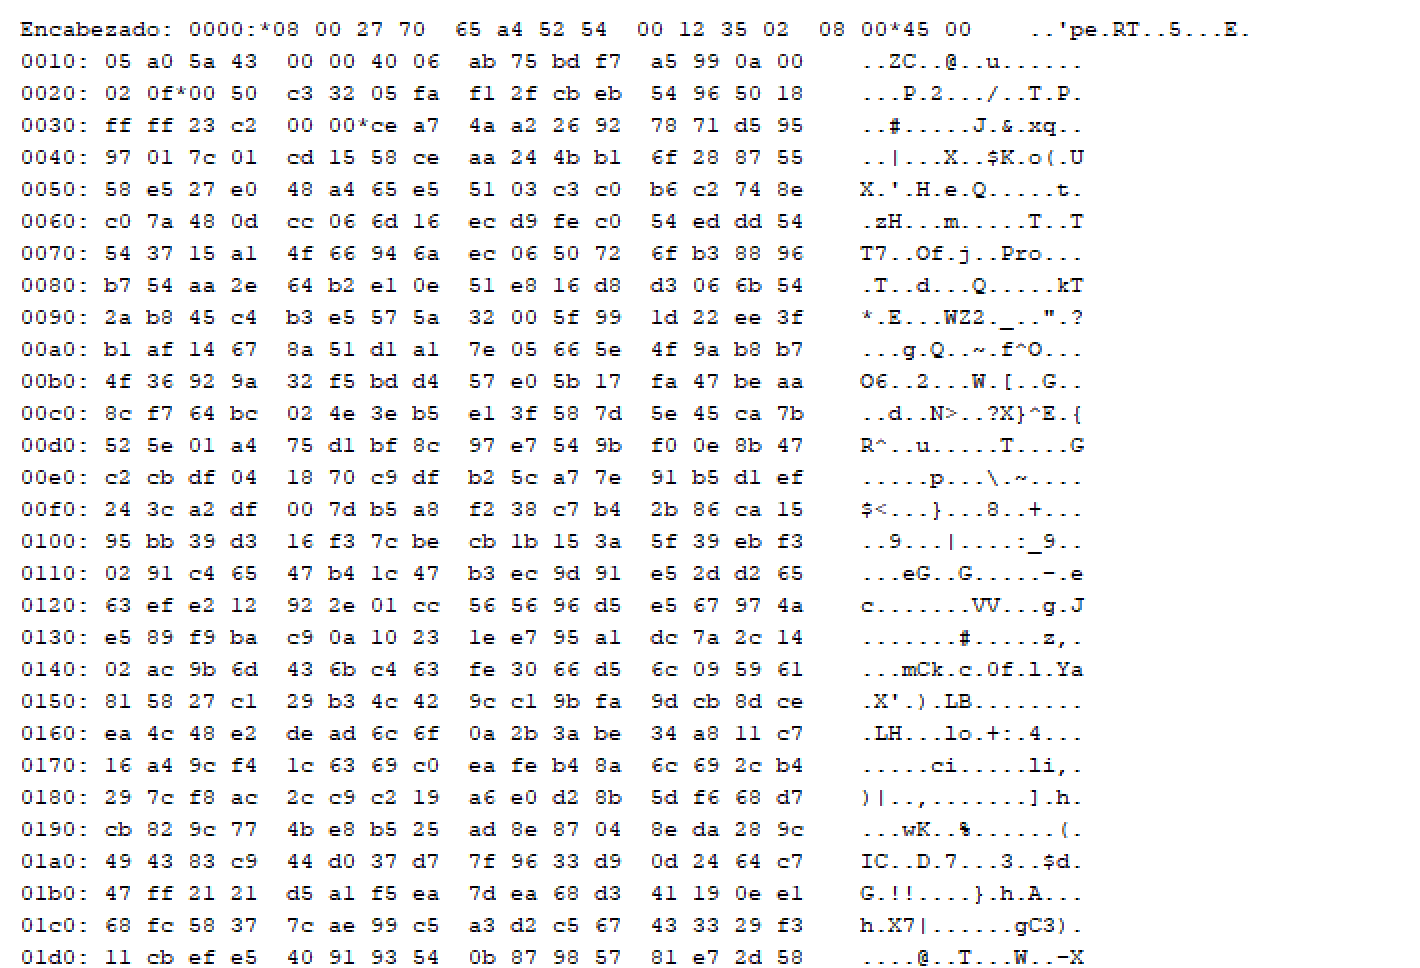 Encabezado: 0000:*08 00 27 70  65 a4 52 54  00 12 35 02  08 00*45 00    ..'pe.RT..5...E.
0010: 05 a0 5a 43  00 00 40 06  ab 75 bd f7  a5 99 0a 00    ..ZC..@..u......
0020: 02 0f*00 50  c3 32 05 fa  f1 2f cb eb  54 96 50 18    ...P.2.../..T.P.
0030: ff ff 23 c2  00 00*ce a7  4a a2 26 92  78 71 d5 95    ..#.....J.&.xq..
0040: 97 01 7c 01  cd 15 58 ce  aa 24 4b b1  6f 28 87 55    ..|...X..$K.o(.U
0050: 58 e5 27 e0  48 a4 65 e5  51 03 c3 c0  b6 c2 74 8e    X.'.H.e.Q.....t.
0060: c0 7a 48 0d  cc 06 6d 16  ec d9 fe c0  54 ed dd 54    .zH...m.....T..T
0070: 54 37 15 a1  4f 66 94 6a  ec 06 50 72  6f b3 88 96    T7..Of.j..Pro...
0080: b7 54 aa 2e  64 b2 e1 0e  51 e8 16 d8  d3 06 6b 54    .T..d...Q.....kT
0090: 2a b8 45 c4  b3 e5 57 5a  32 00 5f 99  1d 22 ee 3f    *.E...WZ2._..".?
00a0: b1 af 14 67  8a 51 d1 a1  7e 05 66 5e  4f 9a b8 b7    ...g.Q..~.f^O...
00b0: 4f 36 92 9a  32 f5 bd d4  57 e0 5b 17  fa 47 be aa    O6..2...W.[..G..
00c0: 8c f7 64 bc  02 4e 3e b5  e1 3f 58 7d  5e 45 ca 7b    ..d..N>..?X}^E.{
00d0: 52 5e 01 a4  75 d1 bf 8c  97 e7 54 9b  f0 0e 8b 47    R^..u.....T....G
00e0: c2 cb df 04  18 70 c9 df  b2 5c a7 7e  91 b5 d1 ef    .....p...\.~....
00f0: 24 3c a2 df  00 7d b5 a8  f2 38 c7 b4  2b 86 ca 15    $<...}...8..+...
0100: 95 bb 39 d3  16 f3 7c be  cb 1b 15 3a  5f 39 eb f3    ..9...|....:_9..
0110: 02 91 c4 65  47 b4 1c 47  b3 ec 9d 91  e5 2d d2 65    ...eG..G.....-.e
0120: 63 ef e2 12  92 2e 01 cc  56 56 96 d5  e5 67 97 4a    c.......VV...g.J
0130: e5 89 f9 ba  c9 0a 10 23  1e e7 95 a1  dc 7a 2c 14    .......#.....z,.
0140: 02 ac 9b 6d  43 6b c4 63  fe 30 66 d5  6c 09 59 61    ...mCk.c.0f.l.Ya
0150: 81 58 27 c1  29 b3 4c 42  9c c1 9b fa  9d cb 8d ce    .X'.).LB........
0160: ea 4c 48 e2  de ad 6c 6f  0a 2b 3a be  34 a8 11 c7    .LH...lo.+:.4...
0170: 16 a4 9c f4  1c 63 69 c0  ea fe b4 8a  6c 69 2c b4    .....ci.....li,.
0180: 29 7c f8 ac  2c c9 c2 19  a6 e0 d2 8b  5d f6 68 d7    )|..,.......].h.
0190: cb 82 9c 77  4b e8 b5 25  ad 8e 87 04  8e da 28 9c    ...wK..%......(.
01a0: 49 43 83 c9  44 d0 37 d7  7f 96 33 d9  0d 24 64 c7    IC..D.7...3..$d.
01b0: 47 ff 21 21  d5 a1 f5 ea  7d ea 68 d3  41 19 0e e1    G.!!....}.h.A...
01c0: 68 fc 58 37  7c ae 99 c5  a3 d2 c5 67  43 33 29 f3    h.X7|......gC3).
01d0: 11 cb ef e5  40 91 93 54  0b 87 98 57  81 e7 2d 58    ....@..T...W..-X